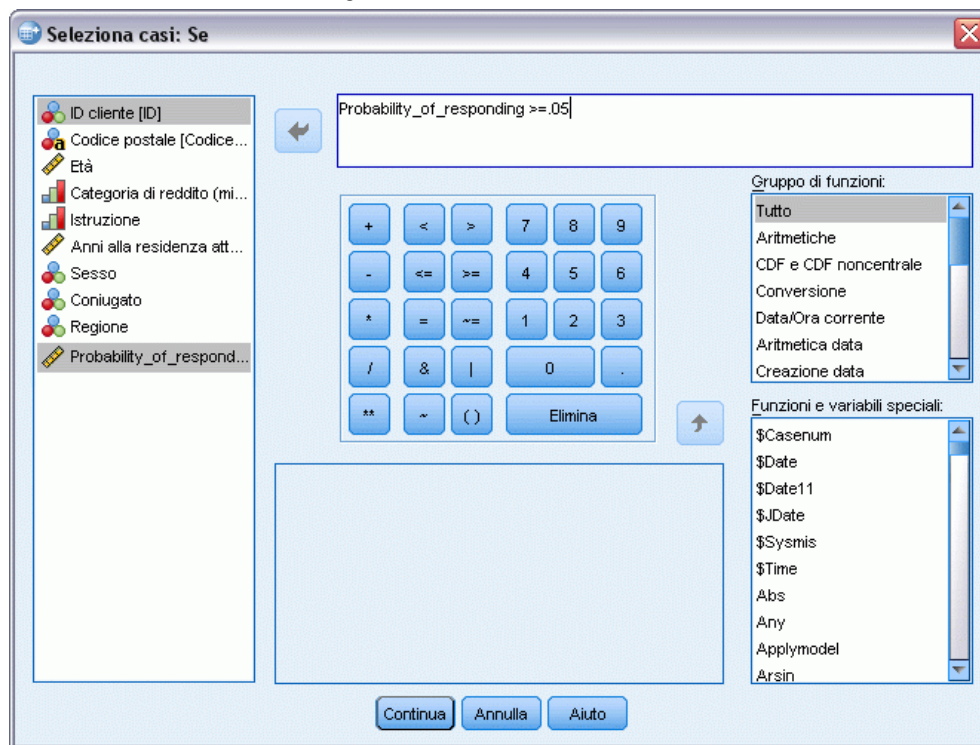 Seleziona casi: Se
ID cliente [ID]
Codice postale [Codice...
Età
Categoria di reddito (mi...
Istruzione
Anni alla residenza att...
Sesso
Coniugato
Regione
Probability_of_respond...
Probability_of_responding >=.05
+ < > 7 8 9
- <= >= 4 5 6
* = ~= 1 2 3
/ & | 0 .
** ~ ( ) Elimina
Gruppo di funzioni:
Tutto
Aritmetiche
CDF e CDF noncentrale
Conversione
Data/Ora corrente
Aritmetica data
Creazione data
Funzioni e variabili speciali:
$Casenum
$Date
$Date11
$JDate
$Sysmis
$Time
Abs
Any
Applymodel
Arsin
Continua Annulla Aiuto